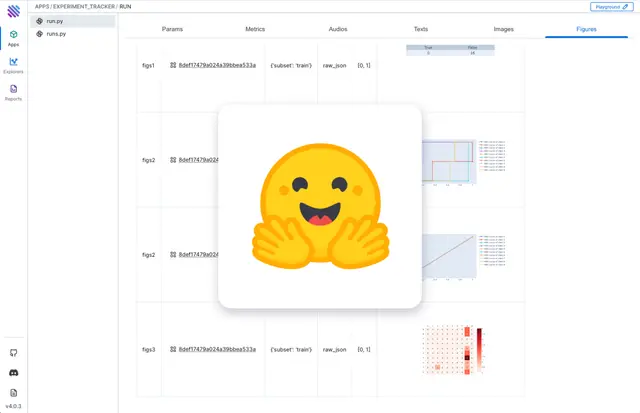 APPS / EXPERIMENT_TRACKER / RUN
Playground
run.py
runs.py
Apps
Explorers
Reports
v4.0.3
Params Metrics Audios Texts Images Figures
True False
figs1 8def17479a024a39bbea533a {'subset': 'train'} raw_json [0, 1]
figs2 8def17479a024
figs2 8def17479a024
figs3 8def17479a024a39bbea533a {'subset': 'train'} raw_json [0, 1]